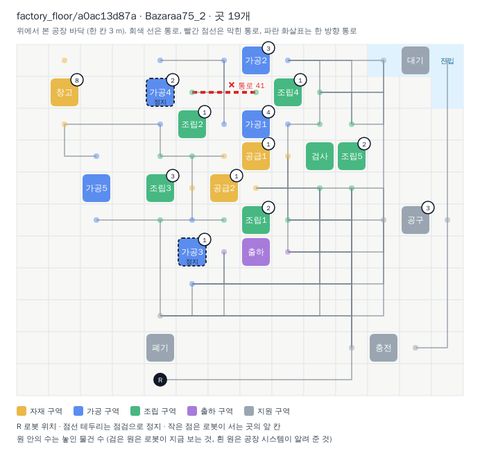 factory_floor/a0ac13d87a · Bazaraa75_2 · 곳 19개
위에서 본 공장 바닥 (한 칸 3 m). 회색 선은 통로, 빨간 점선은 막힌 통로, 파란 화살표는 한 방향 통로
3
가공2
대기
전립
8
창고
2
가공4
정지
✕ 통로 41
1
조립4
1
조립2
1
가공1
1
공급1
검사
2
조립5
가공5
3
조립3
1
공급2
2
조립1
3
공구
1
가공3
정지
출하
폐기
충전
R
자재 구역 가공 구역 조립 구역 출하 구역 지원 구역
R 로봇 위치 · 점선 테두리는 점검으로 정지 · 작은 점은 로봇이 서는 곳의 앞 칸
원 안의 수는 놓인 물건 수 (검은 원은 로봇이 지금 보는 것, 흰 원은 공장 시스템이 알려 준 것)